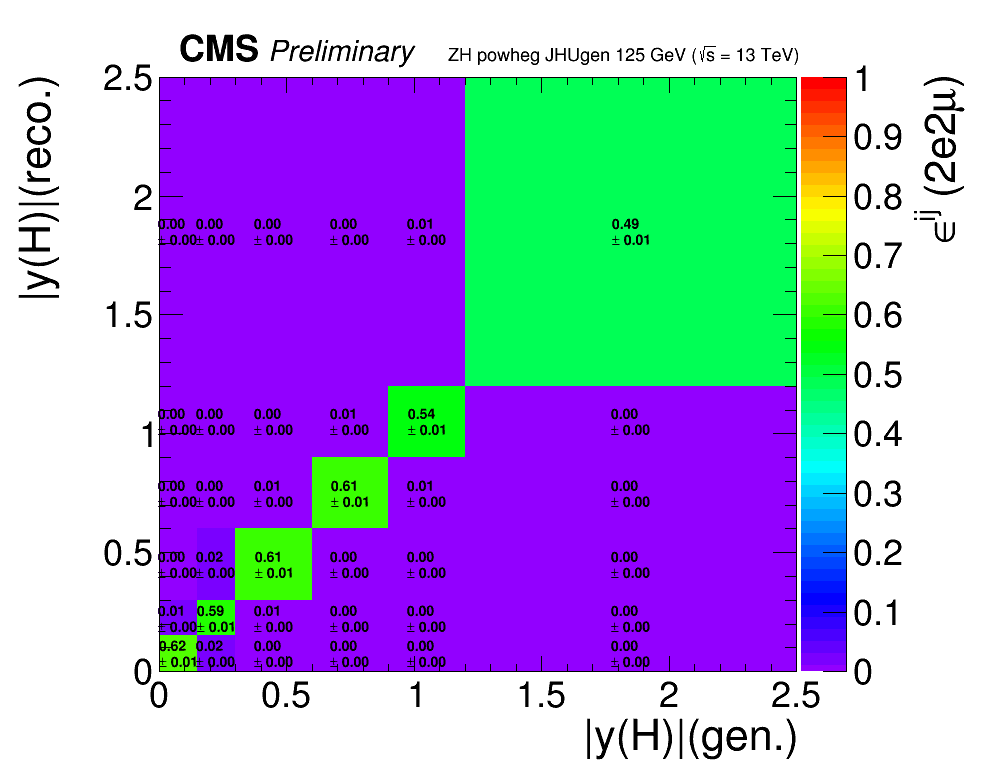 CMS Preliminary ZH powheg JHUgen 125 GeV (√s = 13 TeV)
|y(H)|(reco.)
2.5
2
1.5
1
0.5
0
0.00 0.00 0.00 0.00 0.01 0.49
± 0.00 ± 0.00 ± 0.00 ± 0.00 ± 0.00 ± 0.01
0.00 0.00 0.00 0.01 0.54 0.00
± 0.00 ± 0.00 ± 0.00 ± 0.00 ± 0.01 ± 0.00
0.00 0.00 0.01 0.61 0.01 0.00
± 0.00 ± 0.00 ± 0.00 ± 0.01 ± 0.00 ± 0.00
0.00 0.02 0.61 0.00 0.00 0.00
± 0.00 ± 0.00 ± 0.01 ± 0.00 ± 0.00 ± 0.00
0.01 0.59 0.01 0.00 0.00 0.00
± 0.00 ± 0.01 ± 0.00 ± 0.00 ± 0.00 ± 0.00
0.62 0.02 0.00 0.00 0.00 0.00
± 0.01 ± 0.00 ± 0.00 ± 0.00 ± 0.00 ± 0.00
0 0.5 1 1.5 2 2.5
|y(H)|(gen.)
1
0.9
0.8
0.7
0.6
0.5
0.4
0.3
0.2
0.1
0
ϵ^ij (2e2μ)